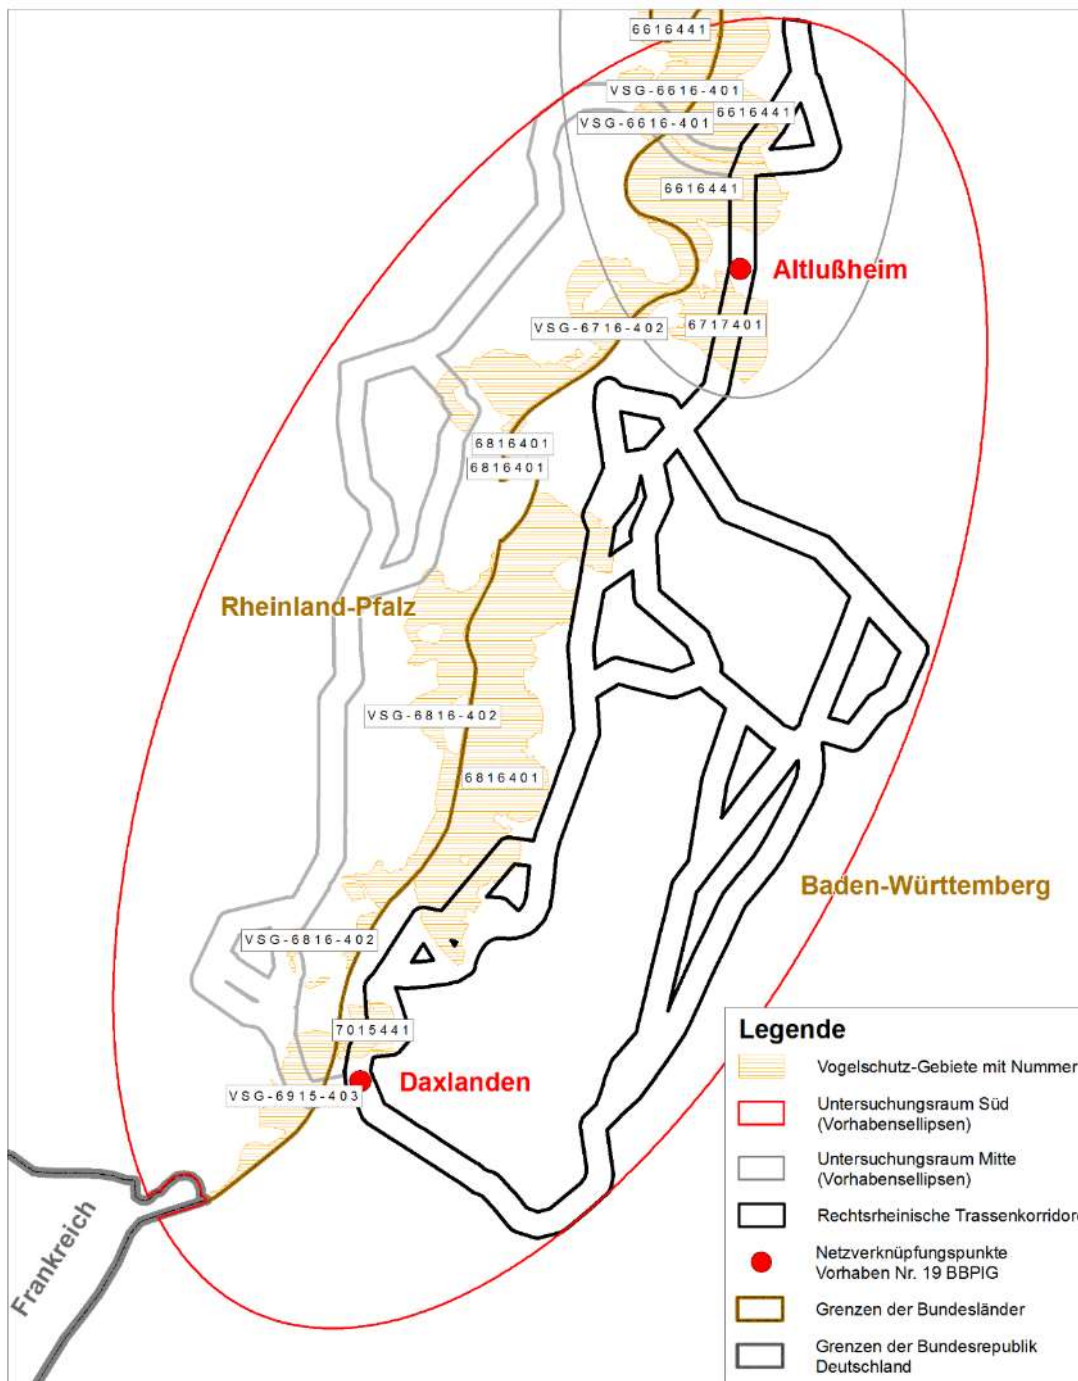 6616441
VSG-6616-401
6616441
VSG-6616-401
6616441
Altlußheim
VSG-6716-402
6717401
6816401
6816401
Rheinland-Pfalz
VSG-6816-402
6816401
Baden-Württemberg
VSG-6816-402
7015441
Daxlanden
VSG-6915-403
Frankreich
Legende
Vogelschutz-Gebiete mit Nummer
Untersuchungsraum Süd
(Vorhabensellipsen)
Untersuchungsraum Mitte
(Vorhabensellipsen)
Rechtsrheinische Trassenkorridore
Netzverknüpfungspunkte
Vorhaben Nr. 19 BBPlG
Grenzen der Bundesländer
Grenzen der Bundesrepublik
Deutschland